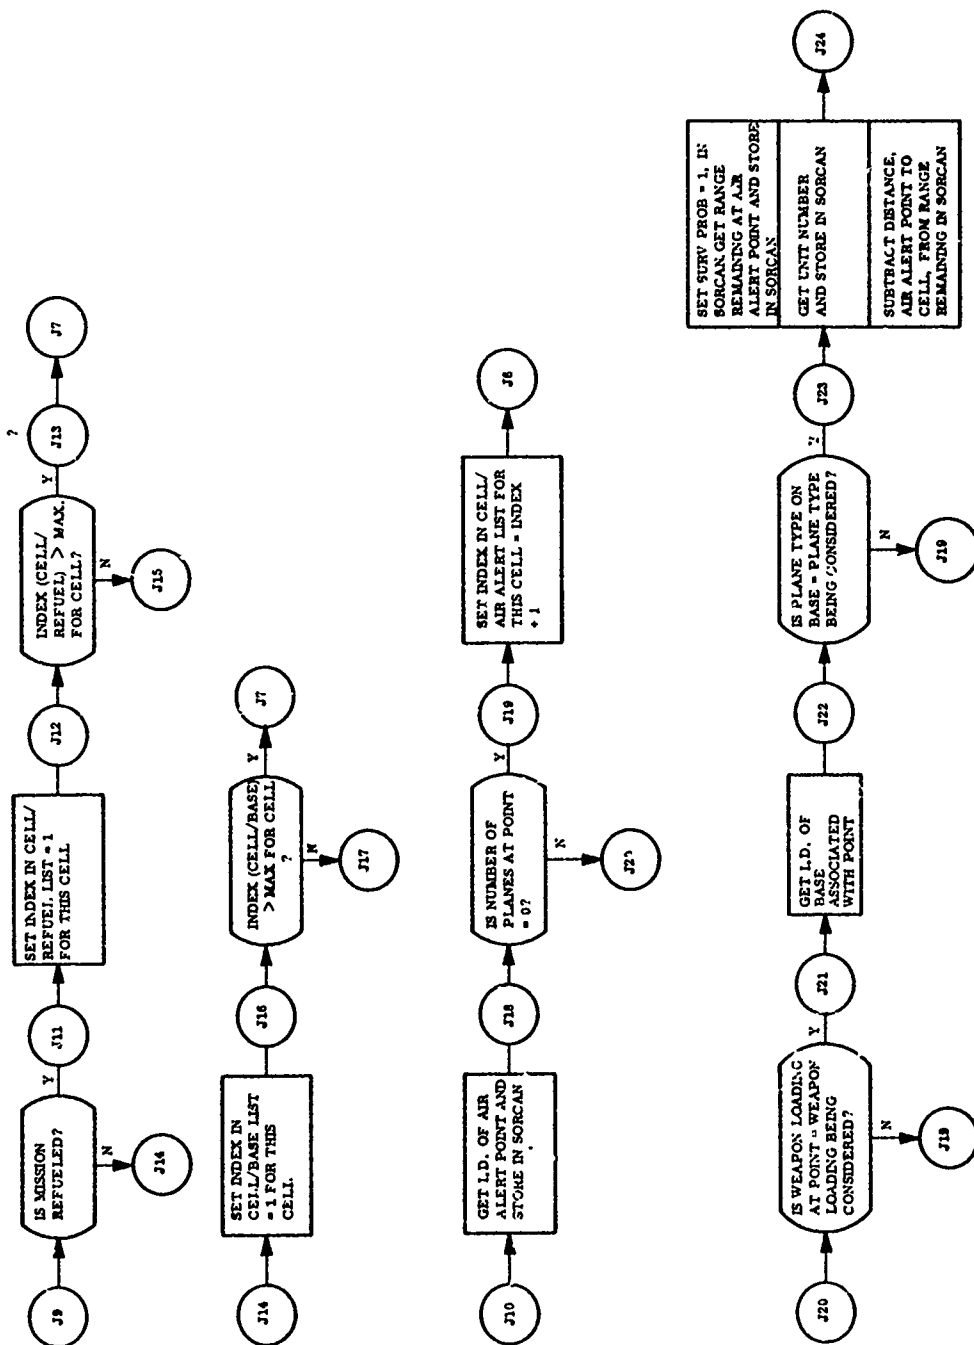 J9
IS MISSION
REFUELED?
N
J14
Y
J11
SET INDEX IN CELL/
REFUEL LIST = 1
FOR THIS CELL
J12
INDEX (CELL/
REFUEL) > MAX.
FOR CELL?
N
J15
Y
J13
?
J7
J14
SET INDEX IN
CELL/BASE LIST
= 1 FOR THIS
CELL
J16
INDEX (CELL/BASE)
> MAX FOR CELL
?
N
J17
Y
J7
J10
GET I.D. OF AIR
ALERT POINT AND
STORE IN SORCAN
J18
IS NUMBER OF
PLANES AT POINT
= 0?
N
Y
J19
SET INDEX IN CELL/
AIR ALERT LIST FOR
THIS CELL = INDEX
+ 1
J6
J20
IS WEAPON LOADING
AT POINT = WEAPON
LOADING BEING
CONSIDERED?
N
J19
Y
J21
GET I.D. OF
BASE
ASSOCIATED
WITH POINT
J22
IS PLANE TYPE ON
BASE = PLANE TYPE
BEING CONSIDERED?
N
J19
Y
J23
SET SURV PROB = 1, IN
SORCAN, GET RANGE
REMAINING AT AIR
ALERT POINT AND STORE
IN SORCAN
GET UNIT NUMBER
AND STORE IN SORCAN
SUBTRACT DISTANCE,
AIR ALERT POINT TO
CELL, FROM RANGE
REMAINING IN SORCAN
J24